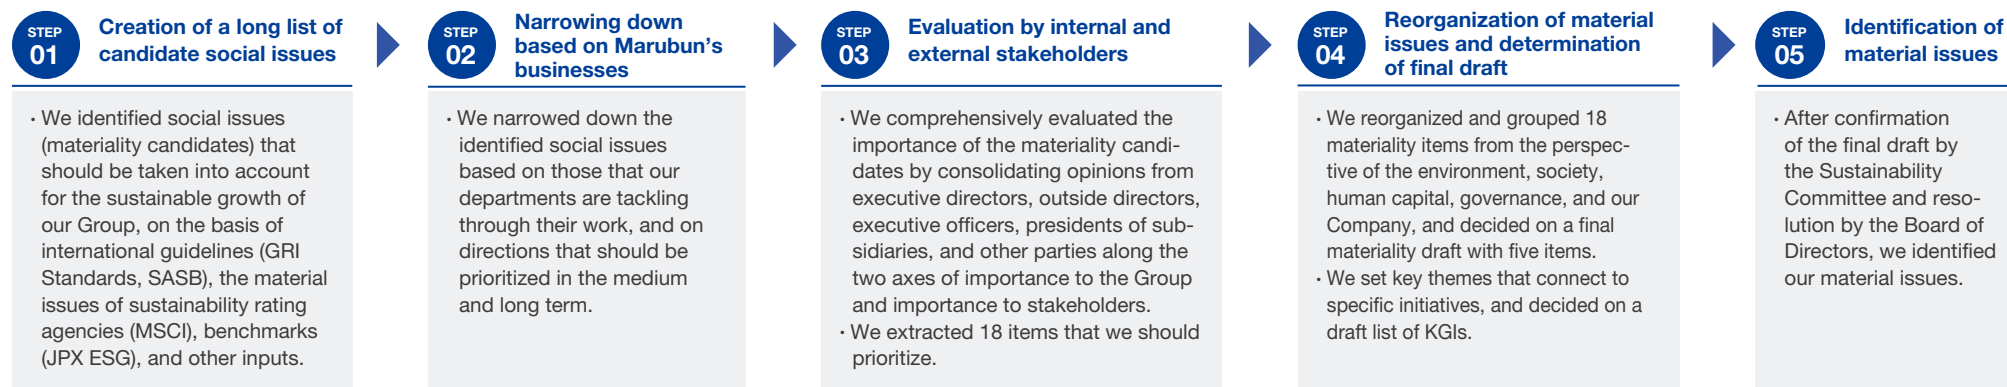 STEP
01
Creation of a long list of
candidate social issues
· We identified social issues
(materiality candidates) that
should be taken into account
for the sustainable growth of
our Group, on the basis of
international guidelines (GRI
Standards, SASB), the material
issues of sustainability rating
agencies (MSCI), benchmarks
(JPX ESG), and other inputs.
STEP
02
Narrowing down
based on Marubun's
businesses
· We narrowed down the
identified social issues
based on those that our
departments are tackling
through their work, and on
directions that should be
prioritized in the medium
and long term.
STEP
03
Evaluation by internal and
external stakeholders
· We comprehensively evaluated the
importance of the materiality candi-
dates by consolidating opinions from
executive directors, outside directors,
executive officers, presidents of sub-
sidiaries, and other parties along the
two axes of importance to the Group
and importance to stakeholders.
· We extracted 18 items that we should
prioritize.
STEP
04
Reorganization of material
issues and determination
of final draft
· We reorganized and grouped 18
materiality items from the perspec-
tive of the environment, society,
human capital, governance, and our
Company, and decided on a final
materiality draft with five items.
· We set key themes that connect to
specific initiatives, and decided on a
draft list of KGIs.
STEP
05
Identification of
material issues
· After confirmation
of the final draft by
the Sustainability
Committee and reso-
lution by the Board of
Directors, we identified
our material issues.